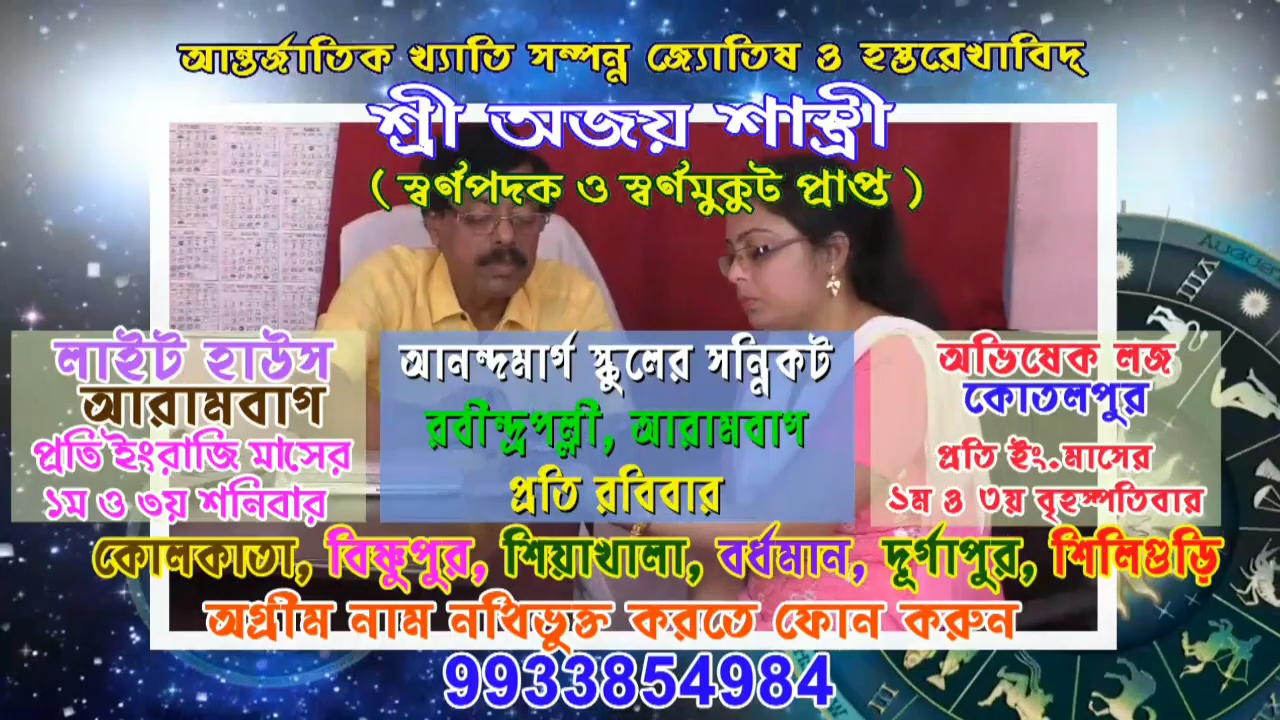 আন্তর্জাতিক খ্যাতি সম্পন্ন জ্যোতিষ ও হস্তরেখাবিদ্
শ্রী অজয় শাস্ত্রী
( স্বর্ণপদক ও স্বর্ণমুকুট প্রাপ্ত )
লাইট হাউস
আরামবাগ
প্রতি ইংরাজি মাসের
১ম ও ৩য় শনিবার
আনন্দমার্গ স্কুলের সন্নিকট
রবীন্দ্রপল্লী, আরামবাগ
প্রতি রবিবার
অভিষেক লজ
কোতলপুর
প্রতি ইং.মাসের
১ম ও ৩য় বৃহস্পতিবার
কোলকাতা, বিষ্ণুপুর, শিয়াখালা, বর্ধমান, দূর্গাপুর, শিলিগুড়ি
অগ্রীম নাম নথিভুক্ত করতে ফোন করুন
9933854984
VIII
III